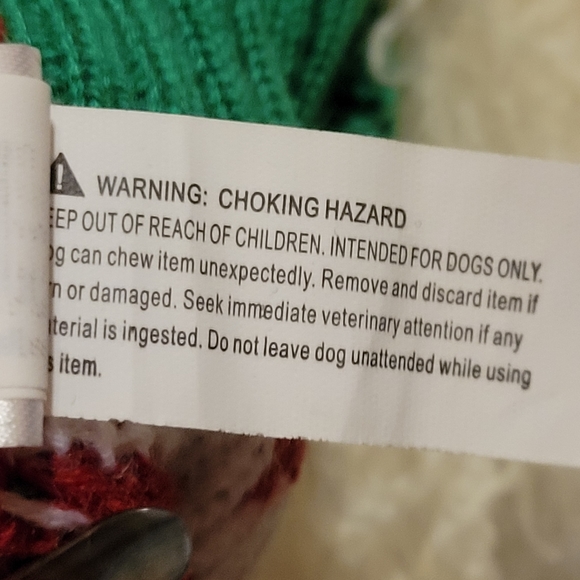 WARNING: CHOKING HAZARD
EEP OUT OF REACH OF CHILDREN. INTENDED FOR DOGS ONLY.
og can chew item unexpectedly. Remove and discard item if
n or damaged. Seek immediate veterinary attention if any
terial is ingested. Do not leave dog unattended while using
s item.